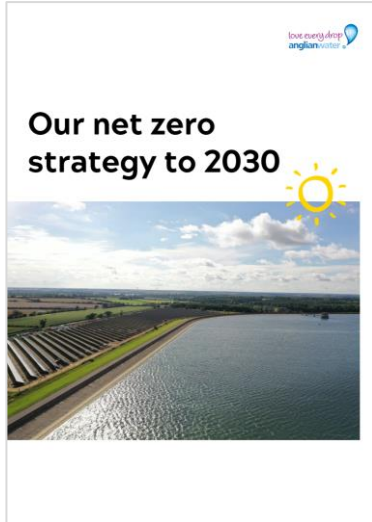 love every drop
anglianwater
Our net zero
strategy to 2030